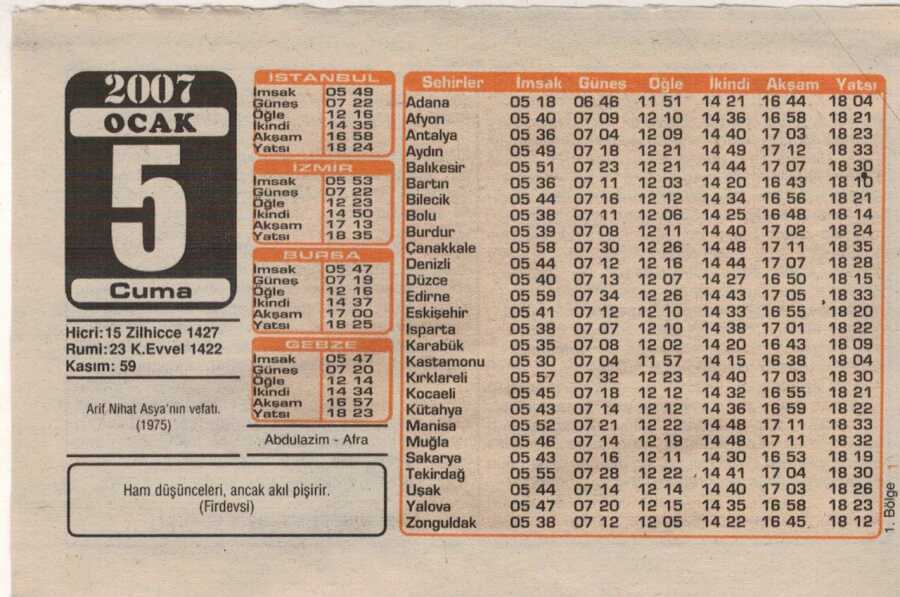 2007
OCAK
5
Cuma
Hicri: 15 Zilhicce 1427
Rumi: 23 K.Evvel 1422
Kasım: 59
Arif Nihat Asya'nın vefatı.
(1975)
Ham düşünceleri, ancak akıl pişirir.
(Firdevsi)
İSTANBUL
İmsak 05 49
Güneş 07 22
Öğle 12 16
İkindi 14 35
Akşam 16 58
Yatsı 18 24
İZMİR
İmsak 05 53
Güneş 07 22
Öğle 12 23
İkindi 14 50
Akşam 17 13
Yatsı 18 35
BURSA
İmsak 05 47
Güneş 07 19
Öğle 12 16
İkindi 14 37
Akşam 17 00
Yatsı 18 25
GEBZE
İmsak 05 47
Güneş 07 20
Öğle 12 14
İkindi 14 34
Akşam 16 57
Yatsı 18 23
Abdulazim - Afra
Sehirler İmsak Güneş Öğle İkindi Akşam Yatsı
Adana 05 18 06 46 11 51 14 21 16 44 18 04
Afyon 05 40 07 09 12 10 14 36 16 58 18 21
Antalya 05 36 07 04 12 09 14 40 17 03 18 23
Aydın 05 49 07 18 12 21 14 49 17 12 18 33
Balıkesir 05 51 07 23 12 21 14 44 17 07 18 30
Bartın 05 36 07 11 12 03 14 20 16 43 18 10
Bilecik 05 44 07 16 12 12 14 34 16 56 18 21
Bolu 05 38 07 11 12 06 14 25 16 48 18 14
Burdur 05 39 07 08 12 11 14 40 17 02 18 24
Çanakkale 05 58 07 30 12 26 14 48 17 11 18 35
Denizli 05 44 07 12 12 16 14 44 17 07 18 28
Düzce 05 40 07 13 12 07 14 27 16 50 18 15
Edirne 05 59 07 34 12 26 14 43 17 05 18 33
Eskişehir 05 41 07 12 12 10 14 33 16 55 18 20
Isparta 05 38 07 07 12 10 14 38 17 01 18 22
Karabük 05 35 07 08 12 02 14 20 16 43 18 09
Kastamonu 05 30 07 04 11 57 14 15 16 38 18 04
Kırklareli 05 57 07 32 12 23 14 40 17 03 18 30
Kocaeli 05 45 07 18 12 12 14 32 16 55 18 21
Kütahya 05 43 07 14 12 12 14 36 16 59 18 22
Manisa 05 52 07 21 12 22 14 48 17 11 18 33
Muğla 05 46 07 14 12 19 14 48 17 11 18 32
Sakarya 05 43 07 16 12 11 14 30 16 53 18 19
Tekirdağ 05 55 07 28 12 22 14 41 17 04 18 30
Uşak 05 44 07 14 12 14 14 40 17 03 18 26
Yalova 05 47 07 20 12 15 14 35 16 58 18 23
Zonguldak 05 38 07 12 12 05 14 22 16 45 18 12
1. Bölge 1